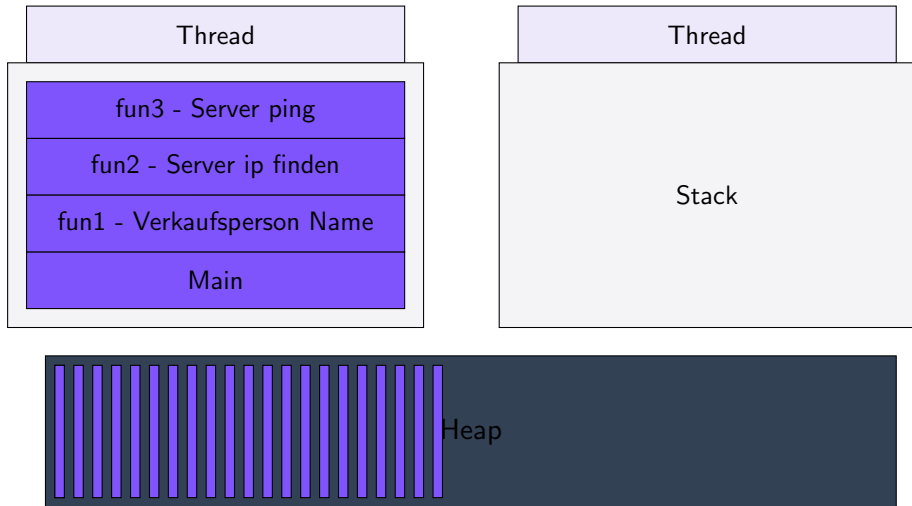 Thread
Thread
fun3 - Server ping
fun2 - Server ip finden
fun1 - Verkaufsperson Name
Main
Stack
Heap